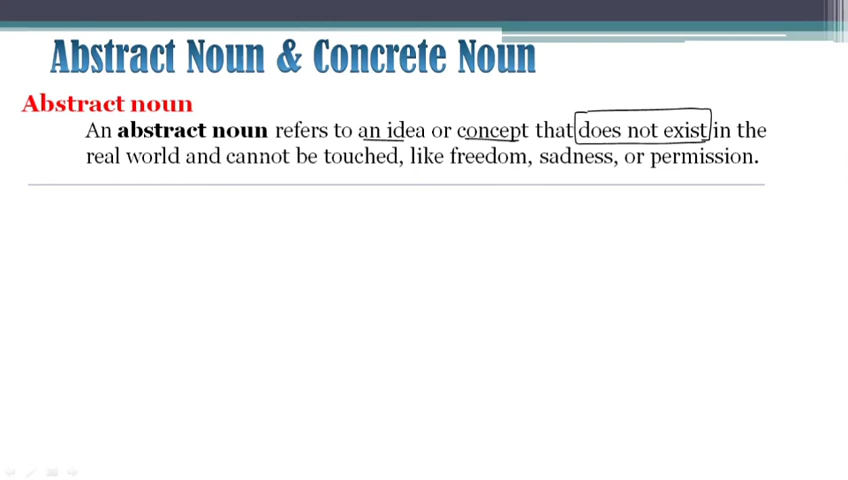 Abstract Noun & Concrete Noun
Abstract noun
An abstract noun refers to an idea or concept that does not exist in the
real world and cannot be touched, like freedom, sadness, or permission.